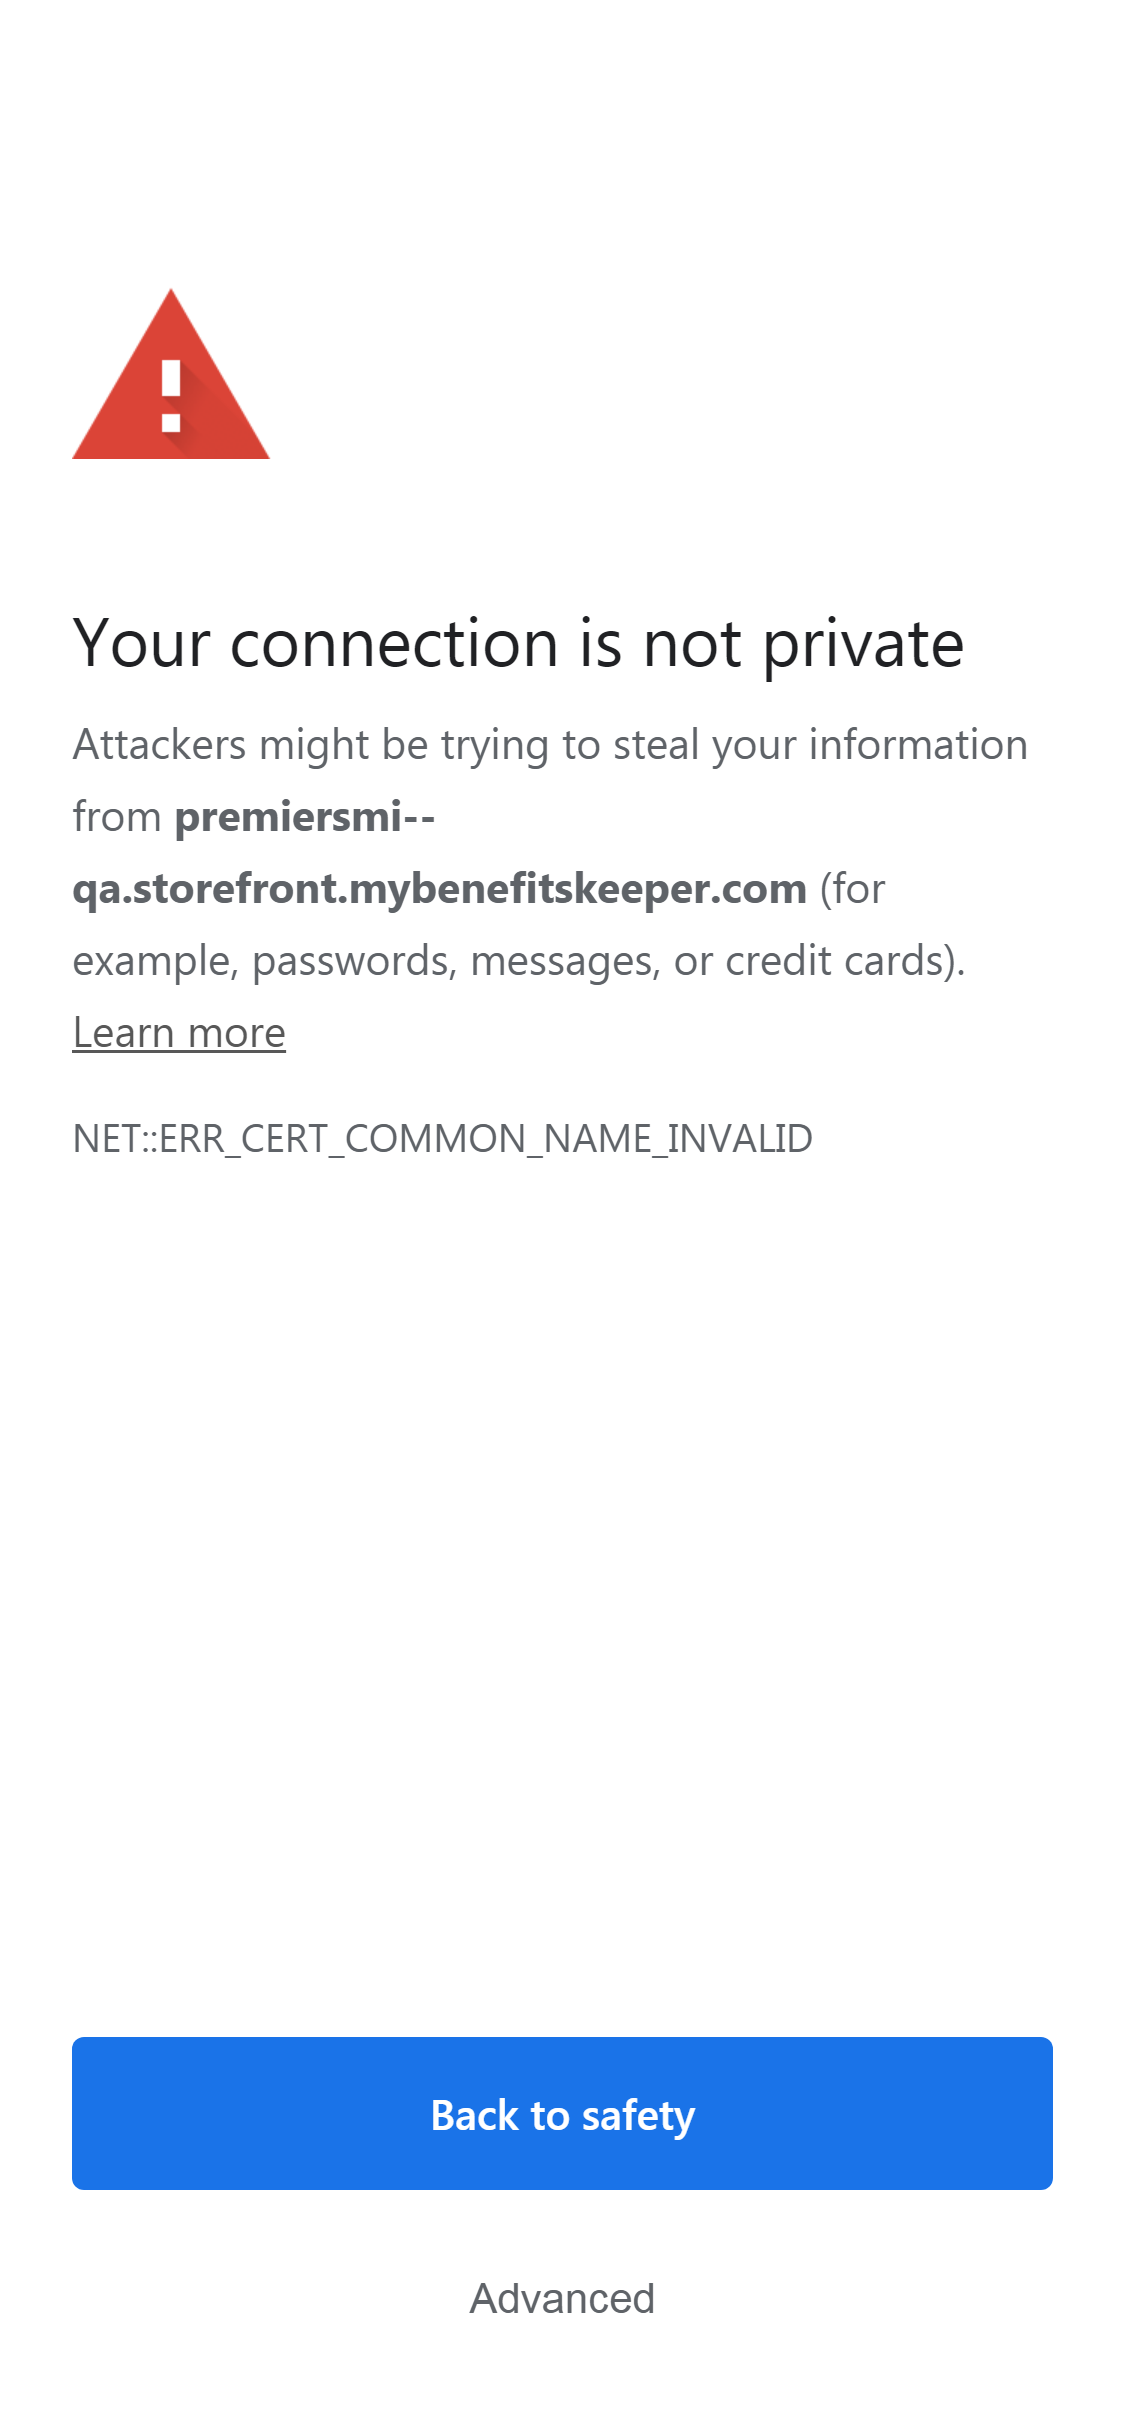 Your connection is not private
Attackers might be trying to steal your information
from premiersmi--
qa.storefront.mybenefitskeeper.com (for
example, passwords, messages, or credit cards).
Learn more
NET::ERR_CERT_COMMON_NAME_INVALID
Back to safety
Advanced